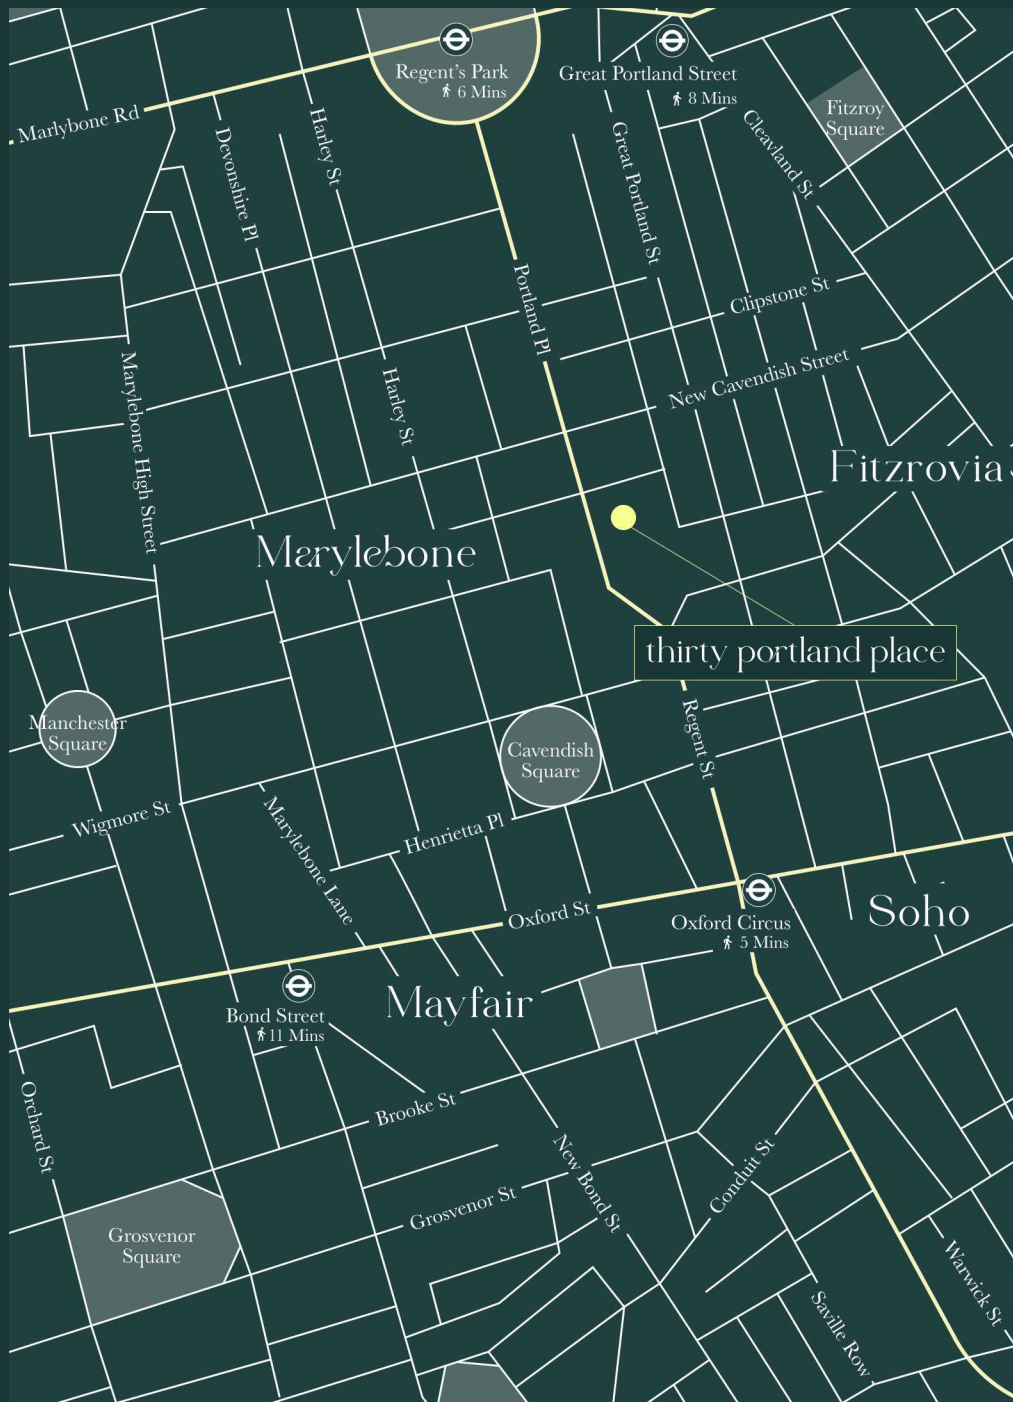 Regent's Park
6 Mins
Great Portland Street
8 Mins
Marlybone Rd
Fitzroy
Square
Devonshire Pl
Harley St
Great Portland St
Cleavland St
Portland Pl
Clipstone St
New Cavendish Street
Marylebone High Street
Harley St
Fitzrovia
Marylebone
thirty portland place
Manchester
Square
Cavendish
Square
Regent St
Wigmore St
Marylebone Lane
Henrietta Pl
Oxford St
Oxford Circus
5 Mins
Soho
Mayfair
Bond Street
11 Mins
Orchard St
Brooke St
New Bond St
Conduit St
Grosvenor St
Grosvenor
Square
Warwick St
Saville Row